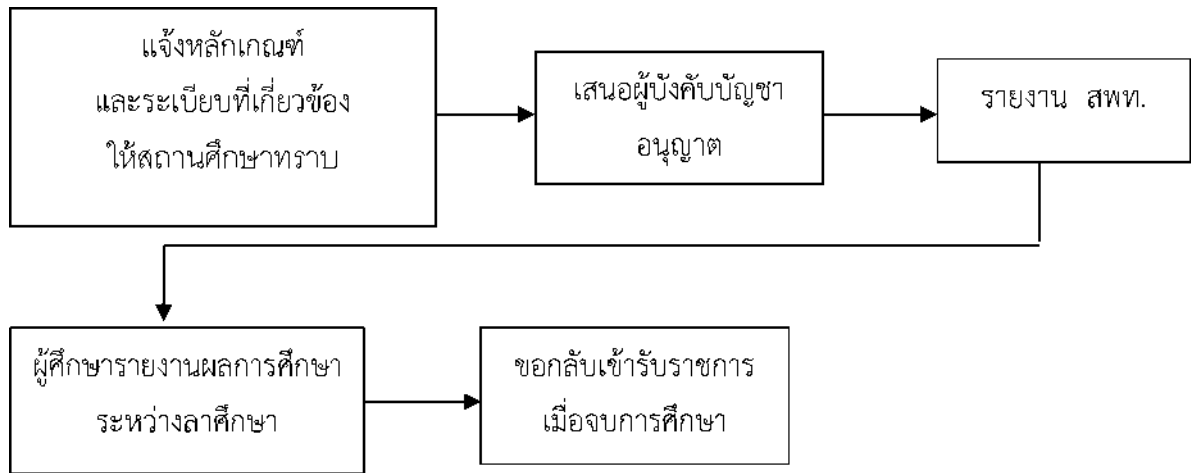 แจ้งหลักเกณฑ์
และระเบียบที่เกี่ยวข้อง
ให้สถานศึกษาทราบ
เสนอผู้บังคับบัญชา
อนุญาต
รายงาน สพท.
ผู้ศึกษารายงานผลการศึกษา
ระหว่างลาศึกษา
ขอกลับเข้ารับราชการ
เมื่อจบการศึกษา